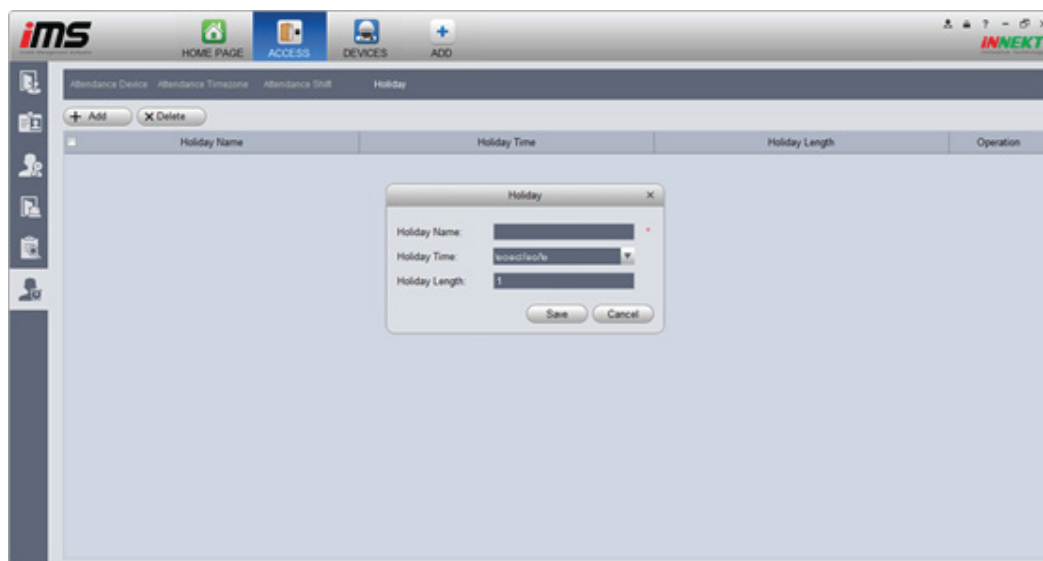 iMS
HOME PAGE ACCESS DEVICES ADD
? − ×
INNEKT
Attendance Device Attendance Timezone Attendance Shift Holiday
+ Add X Delete
Holiday Name Holiday Time Holiday Length Operation
Holiday ×
Holiday Name: *
Holiday Time:
Holiday Length: 1
Save Cancel